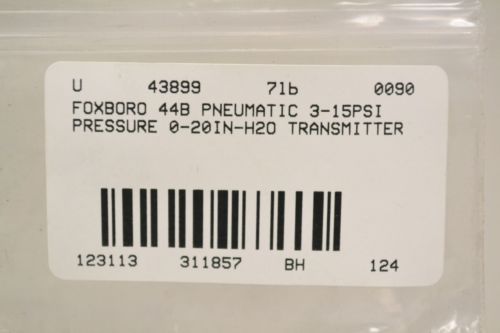 U 43899 71b 0090
FOXBORO 44B PNEUMATIC 3-15PSI
PRESSURE 0-20IN-H2O TRANSMITTER
123113 311857 BH 124